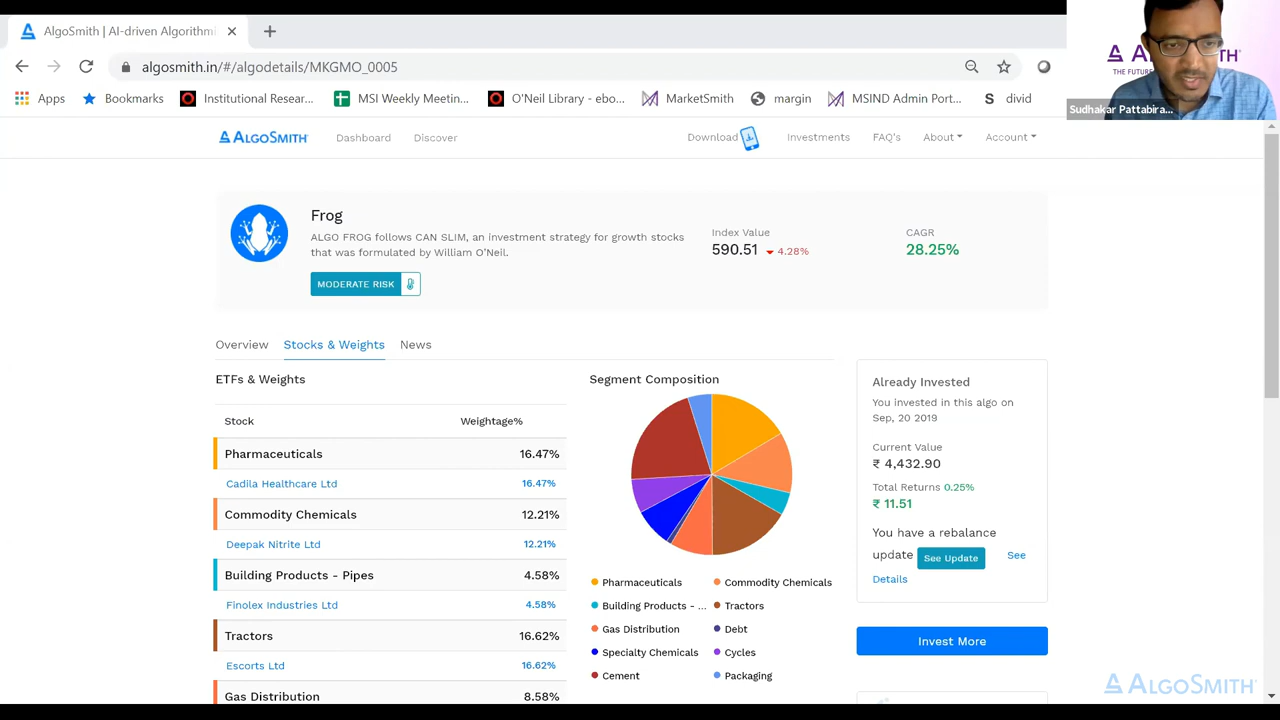 AlgoSmith | AI-driven Algorithmi
algosmith.in/#/algodetails/MKGMO_0005
Apps Bookmarks Institutional Resear... MSI Weekly Meetin... O'Neil Library - ebo... MarketSmith margin MSIND Admin Port... divid
THE FUTURE
Sudhakar Pattabira...
ALGOSMITH Dashboard Discover Download Investments FAQ's About Account
Frog
ALGO FROG follows CAN SLIM, an investment strategy for growth stocks
that was formulated by William O'Neil.
MODERATE RISK
Index Value
590.51 4.28%
CAGR
28.25%
Overview Stocks & Weights News
ETFs & Weights
Stock Weightage%
Pharmaceuticals 16.47%
Cadila Healthcare Ltd 16.47%
Commodity Chemicals 12.21%
Deepak Nitrite Ltd 12.21%
Building Products - Pipes 4.58%
Finolex Industries Ltd 4.58%
Tractors 16.62%
Escorts Ltd 16.62%
Gas Distribution 8.58%
Segment Composition
Pharmaceuticals Commodity Chemicals
Building Products - ... Tractors
Gas Distribution Debt
Specialty Chemicals Cycles
Cement Packaging
Already Invested
You invested in this algo on
Sep, 20 2019
Current Value
₹ 4,432.90
Total Returns 0.25%
₹ 11.51
You have a rebalance
update See Update See
Details
Invest More
ALGOSMITH